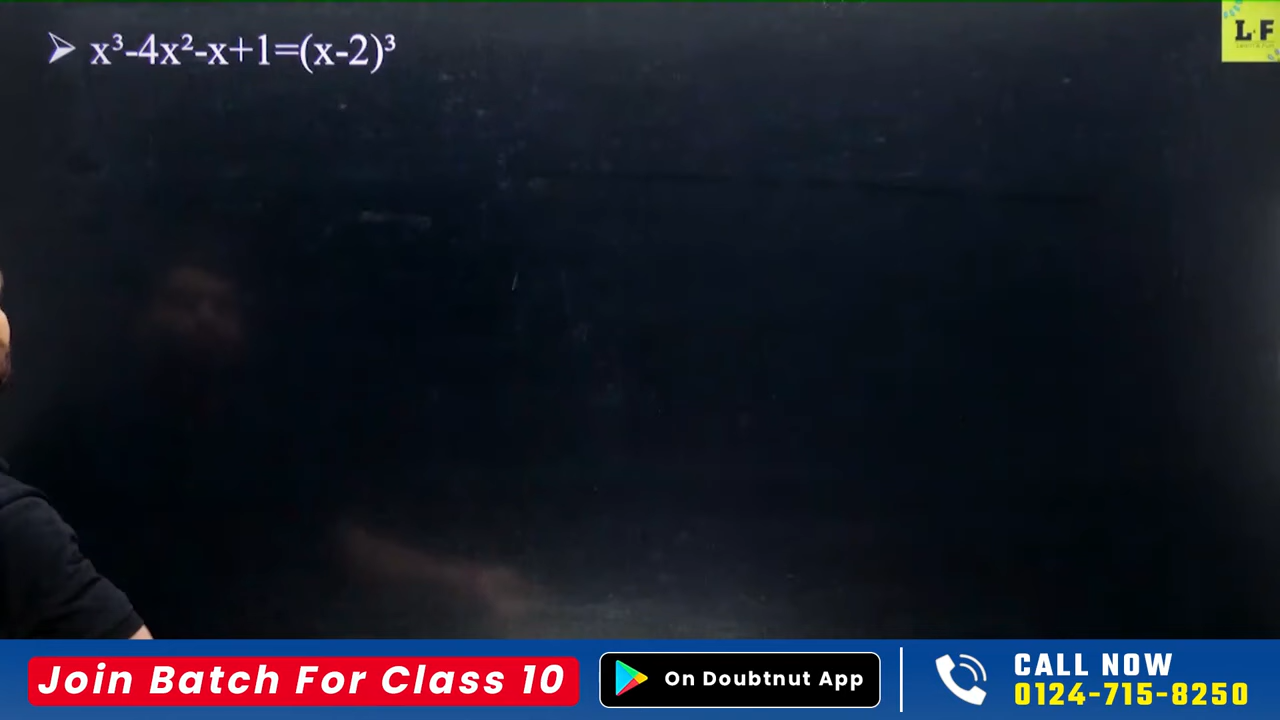 ➢ x³-4x²-x+1=(x-2)³
L F
Join Batch For Class 10
On Doubtnut App
CALL NOW
0124-715-8250